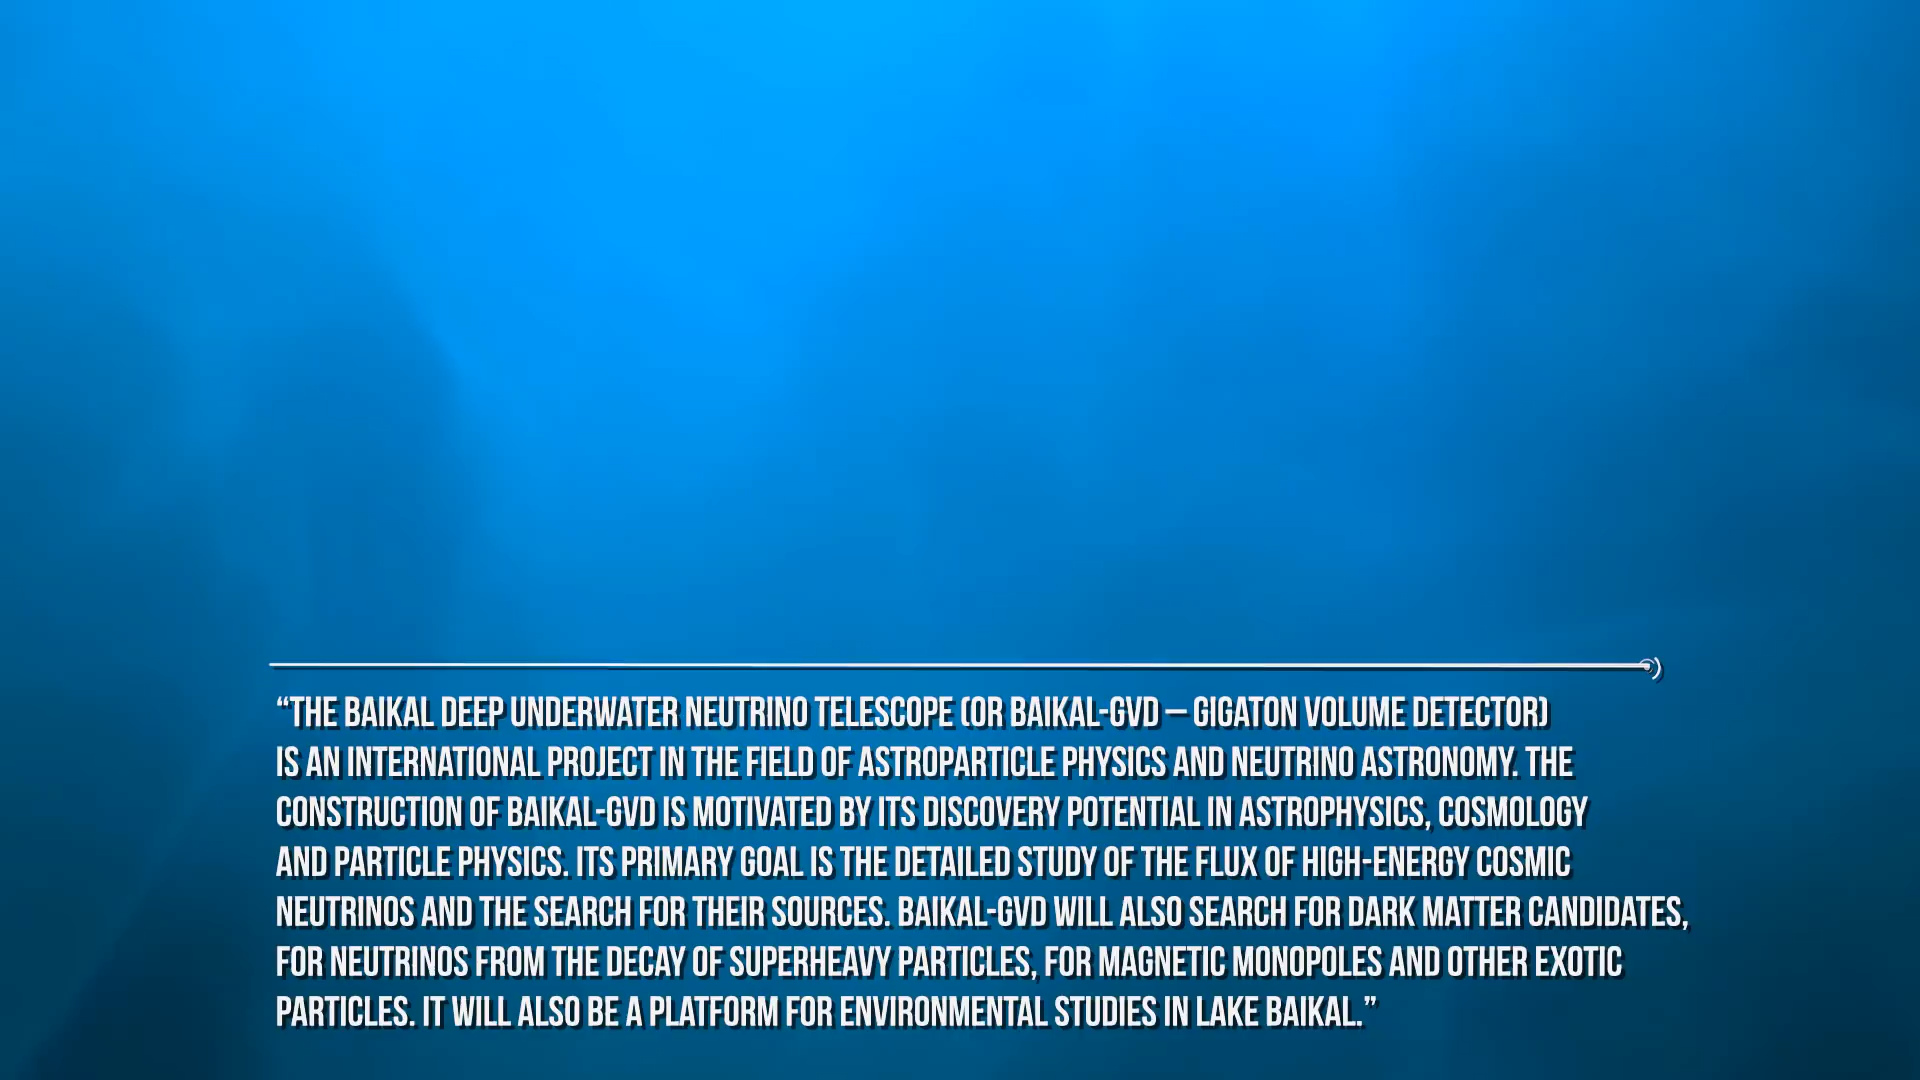 “THE BAIKAL DEEP UNDERWATER NEUTRINO TELESCOPE (OR BAIKAL-GVD – GIGATON VOLUME DETECTOR)
IS AN INTERNATIONAL PROJECT IN THE FIELD OF ASTROPARTICLE PHYSICS AND NEUTRINO ASTRONOMY. THE
CONSTRUCTION OF BAIKAL-GVD IS MOTIVATED BY ITS DISCOVERY POTENTIAL IN ASTROPHYSICS, COSMOLOGY
AND PARTICLE PHYSICS. ITS PRIMARY GOAL IS THE DETAILED STUDY OF THE FLUX OF HIGH-ENERGY COSMIC
NEUTRINOS AND THE SEARCH FOR THEIR SOURCES. BAIKAL-GVD WILL ALSO SEARCH FOR DARK MATTER CANDIDATES,
FOR NEUTRINOS FROM THE DECAY OF SUPERHEAVY PARTICLES, FOR MAGNETIC MONOPOLES AND OTHER EXOTIC
PARTICLES. IT WILL ALSO BE A PLATFORM FOR ENVIRONMENTAL STUDIES IN LAKE BAIKAL.”